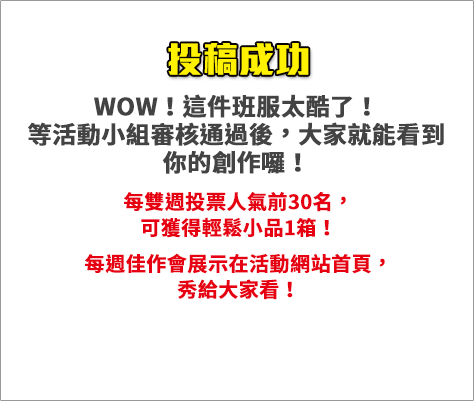 投稿成功
WOW！這件班服太酷了！
等活動小組審核通過後，大家就能看到
你的創作囉！
每雙週投票人氣前30名，
可獲得輕鬆小品1箱！
每週佳作會展示在活動網站首頁，
秀給大家看！